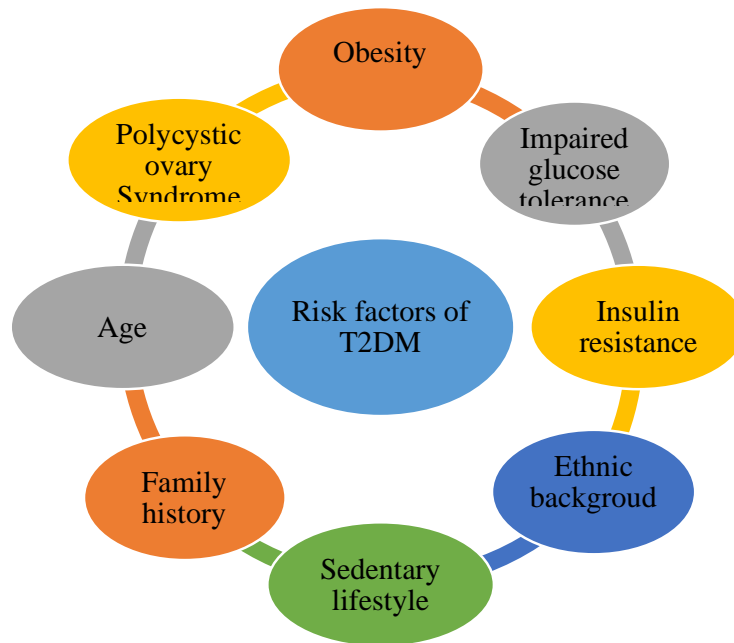 Obesity
Impaired
glucose
tolerance
Insulin
resistance
Ethnic
backgroud
Sedentary
lifestyle
Family
history
Age
Polycystic
ovary
Syndrome
Risk factors of
T2DM